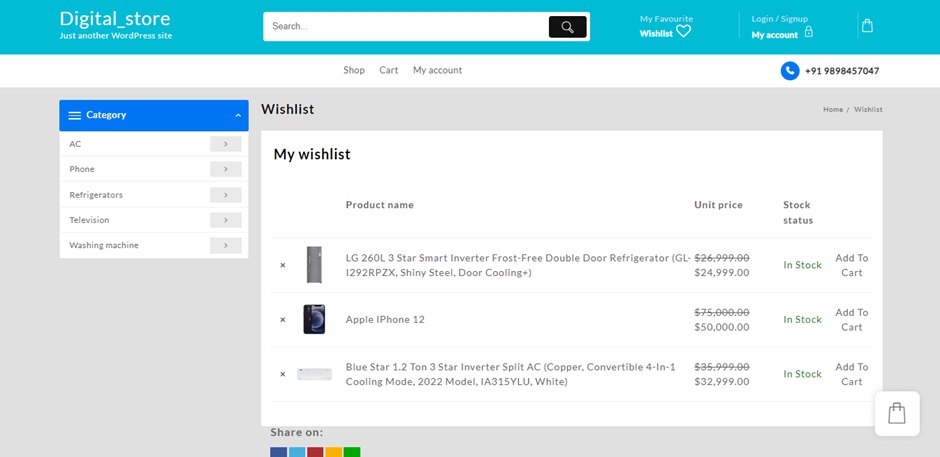 Digital_store
Just another WordPress site
Search...
My Favourite
Wishlist
Login / Signup
My account
Shop Cart My account
+91 9898457047
Category
AC
Phone
Refrigerators
Television
Washing machine
Wishlist
Home / Wishlist
My wishlist
Product name Unit price Stock
status
LG 260L 3 Star Smart Inverter Frost-Free Double Door Refrigerator (GL-
I292RPZX, Shiny Steel, Door Cooling+)
$26,999.00
$24,999.00
In Stock
Add To
Cart
Apple IPhone 12
$75,000.00
$50,000.00
In Stock
Add To
Cart
Blue Star 1.2 Ton 3 Star Inverter Split AC (Copper, Convertible 4-In-1
Cooling Mode, 2022 Model, IA315YLU, White)
$35,999.00
$32,999.00
In Stock
Add To
Cart
Share on: